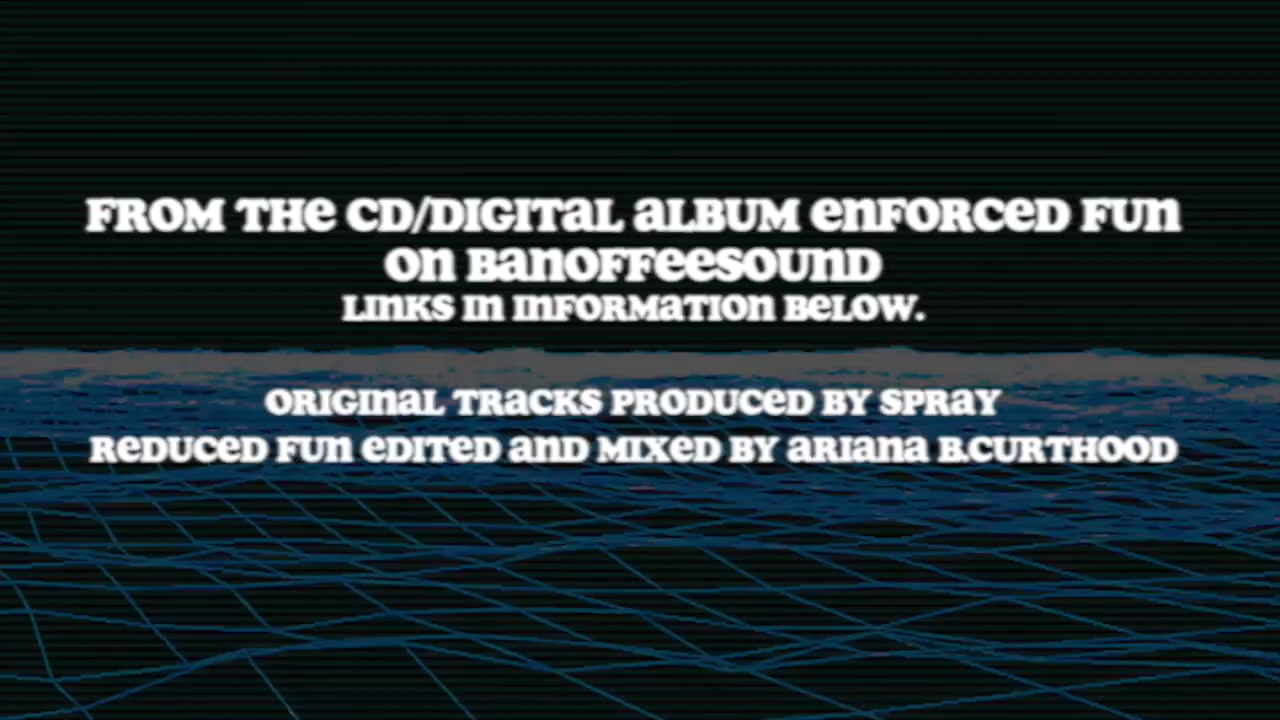 FROM THe CD/DIGITaL aLBUM enFORCeD FUn
On BanOFFeeSOUnD
LInKS In InFORMaTIOn BeLOW.
ORIGInaL TRaCKS PRODUCeD BY SPRaY
ReDUCeD FUn eDITeD anD MIXeD BY aRIana B.CURTHOOD